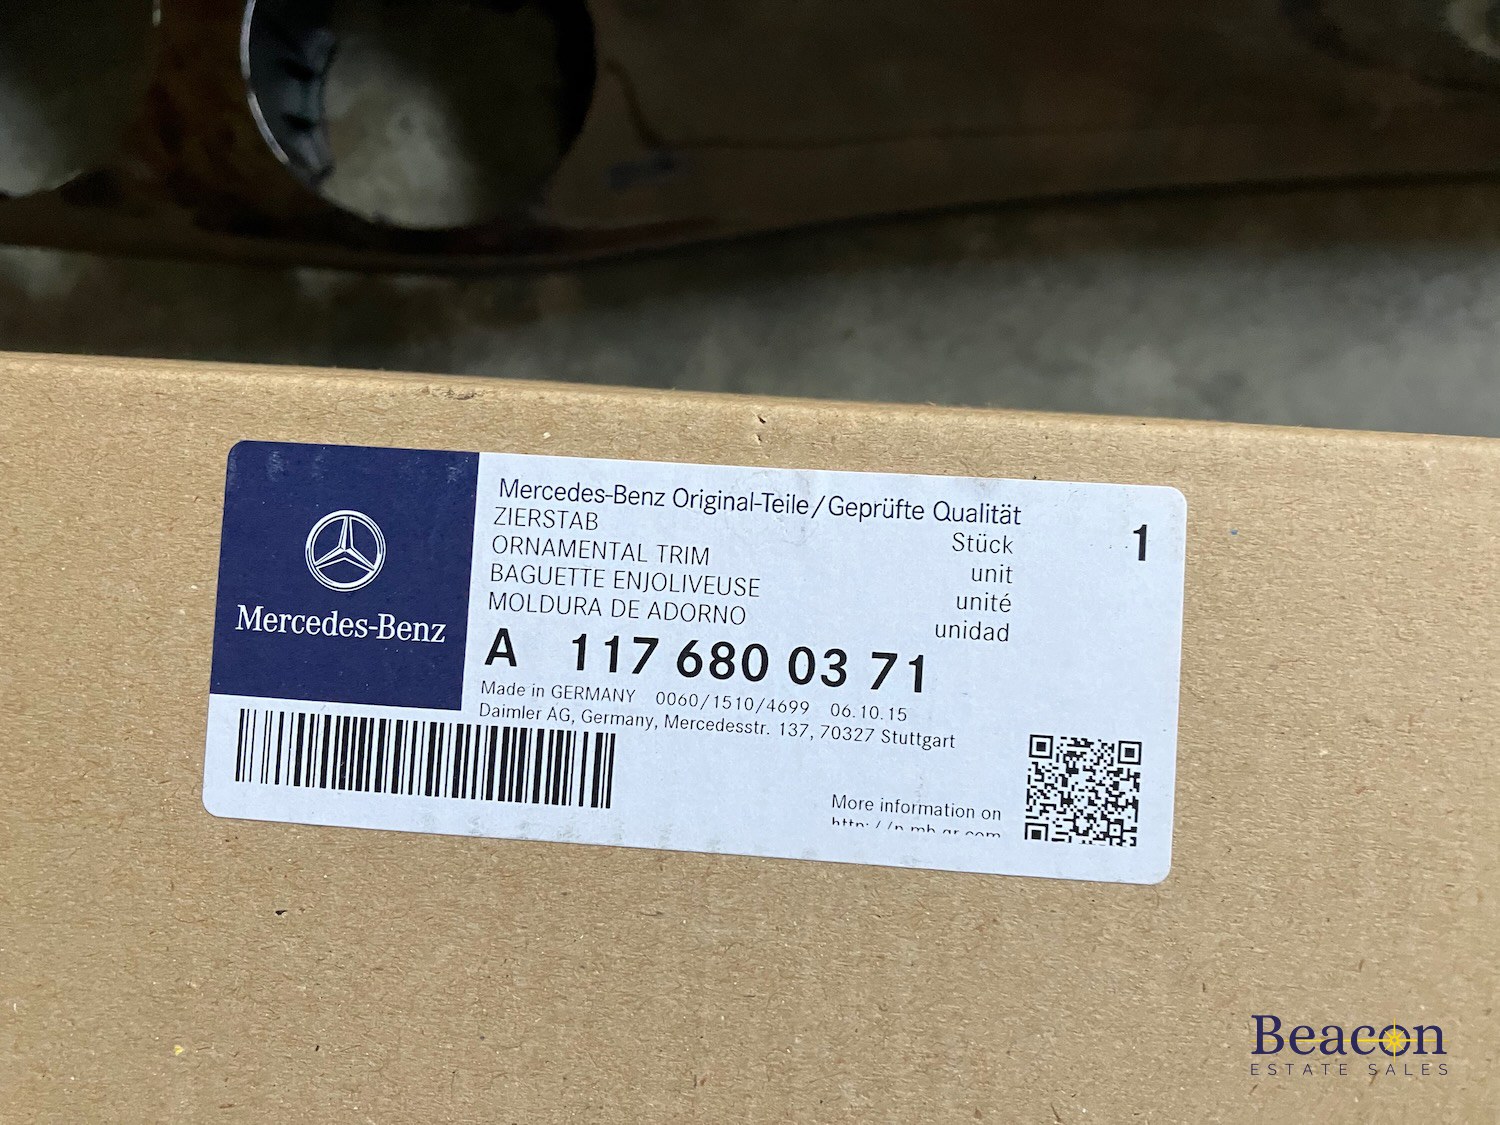 Mercedes-Benz
Mercedes-Benz Original-Teile/Geprüfte Qualität
ZIERSTAB Stück 1
ORNAMENTAL TRIM unit
BAGUETTE ENJOLIVEUSE unité
MOLDURA DE ADORNO unidad
A 117 680 03 71
Made in GERMANY 0060/1510/4699 06.10.15
Daimler AG, Germany, Mercedesstr. 137, 70327 Stuttgart
More information on
Beacon
ESTATE SALES